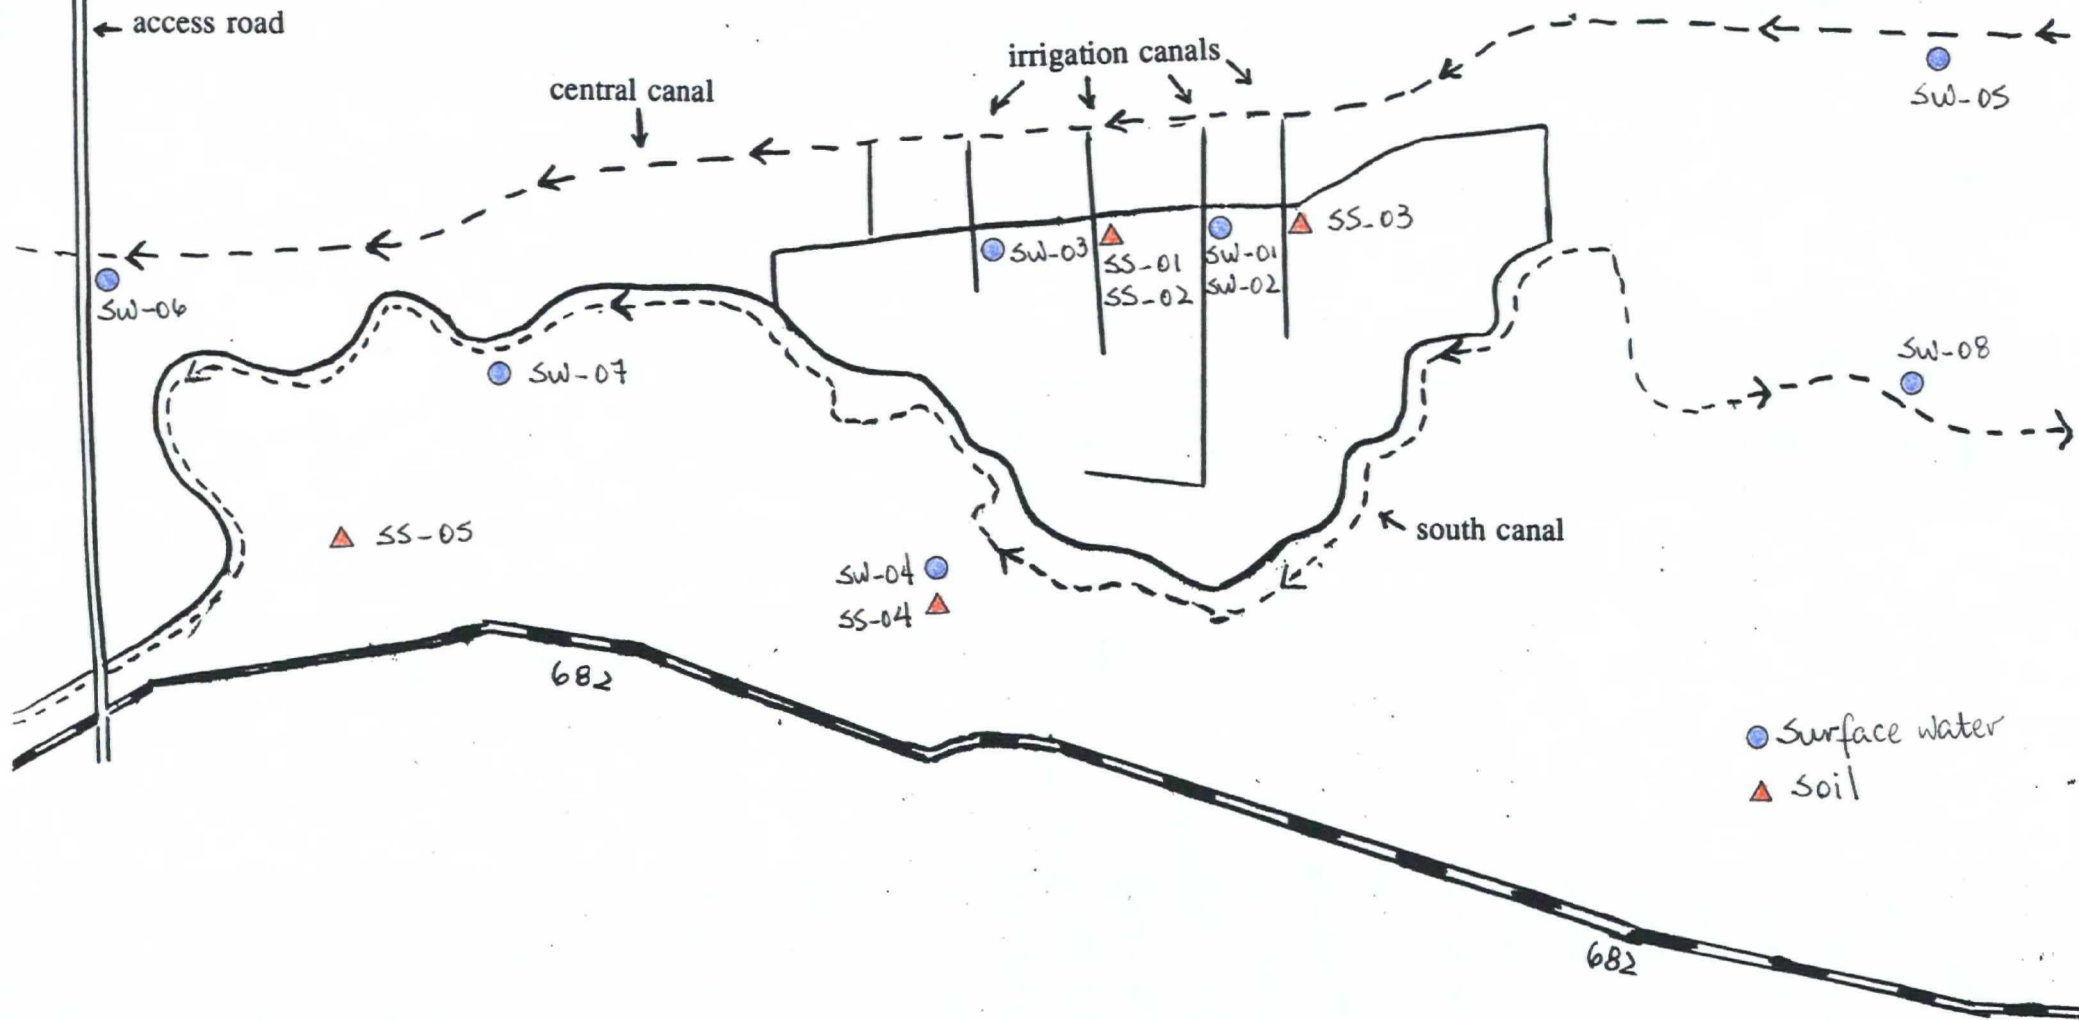 access road
irrigation canals
central canal
SW-05
SS-03
SW-03
SS-01
SS-02
SW-01
SW-02
SW-06
SW-07
SW-08
SS-05
south canal
SW-04
SS-04
682
Surface water
Soil
682